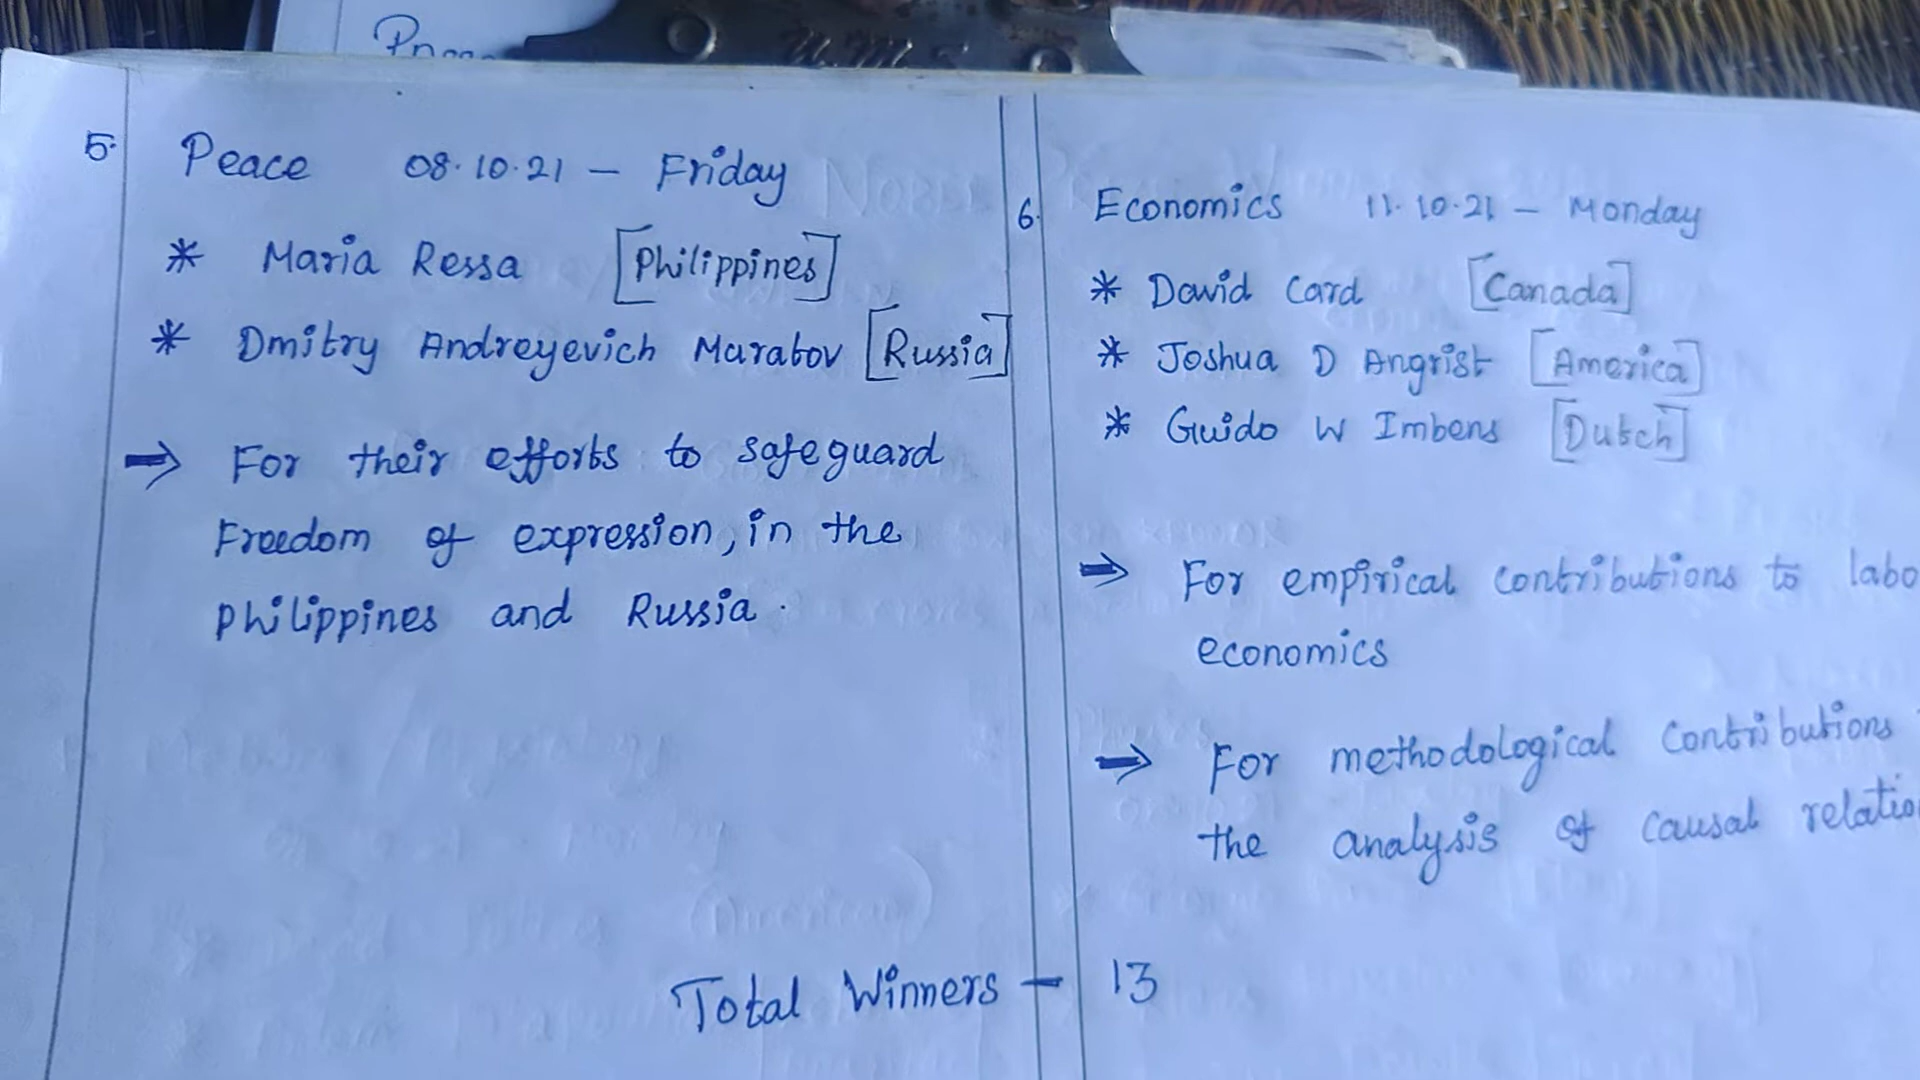 5. Peace 08.10.21 – Friday
* Maria Ressa [Philippines]
* Dmitry Andreyevich Muratov [Russia]
⇒ For their efforts to safeguard
Freedom of expression, in the
Philippines and Russia.
6. Economics 11.10.21 – Monday
* David Card [Canada]
* Joshua D Angrist [America]
* Guido W Imbens [Dutch]
⇒ For empirical contributions to labo
economics
⇒ For methodological contributions
the analysis of causal relatio
Total Winners – 13